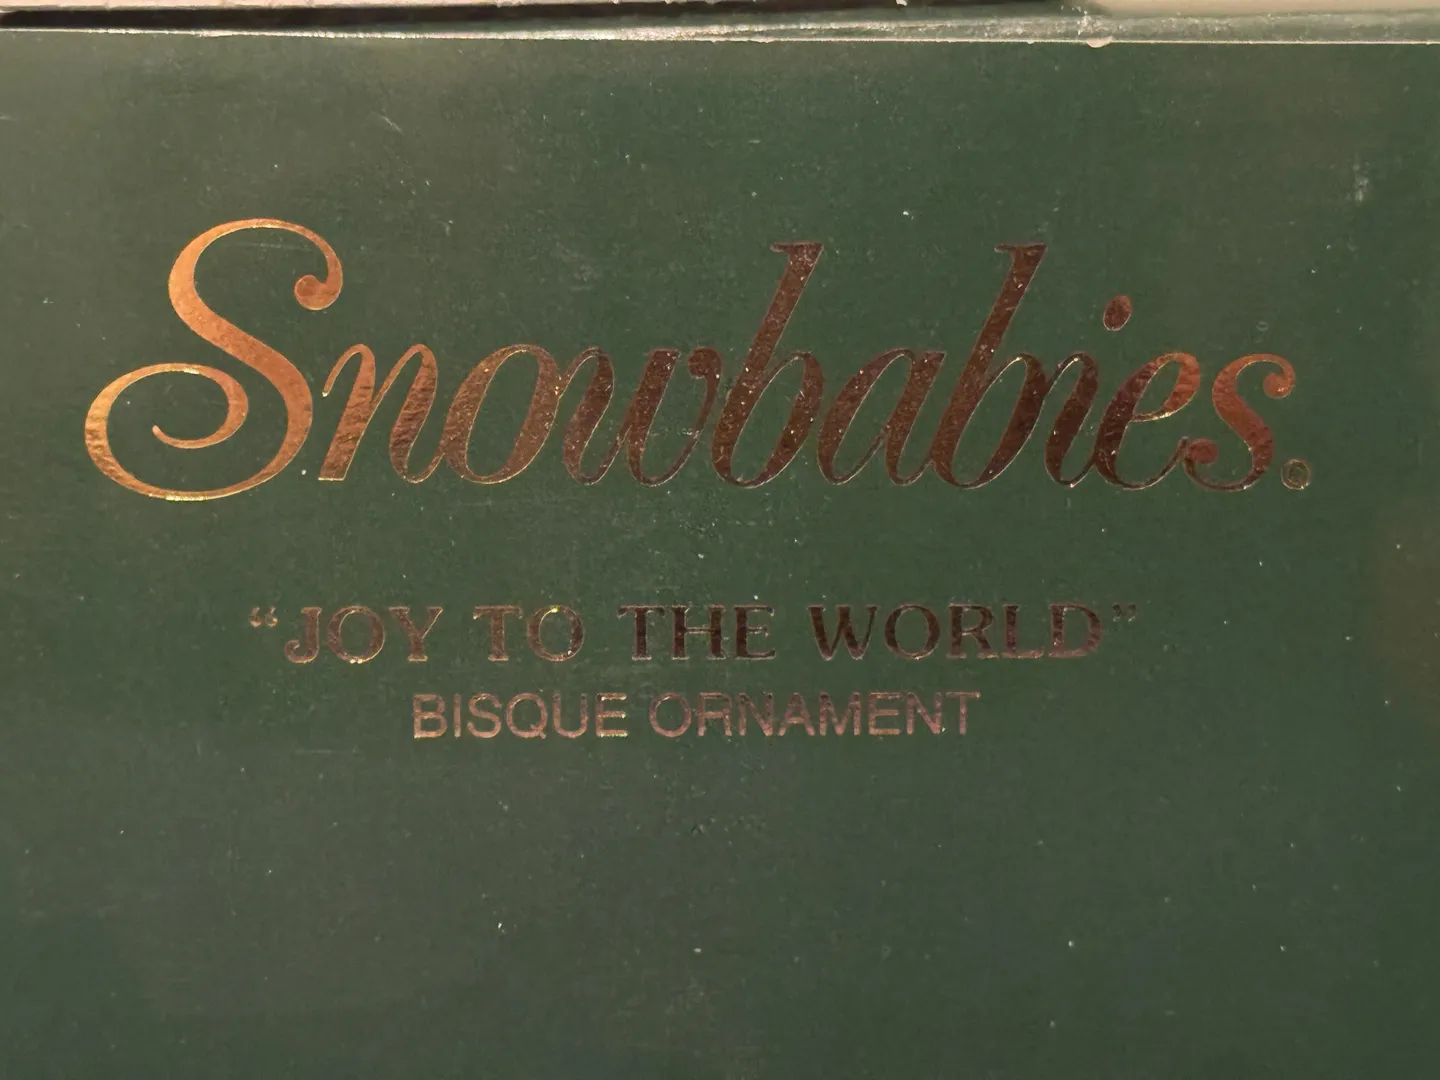 Snowbabies®
“JOY TO THE WORLD”
BISQUE ORNAMENT